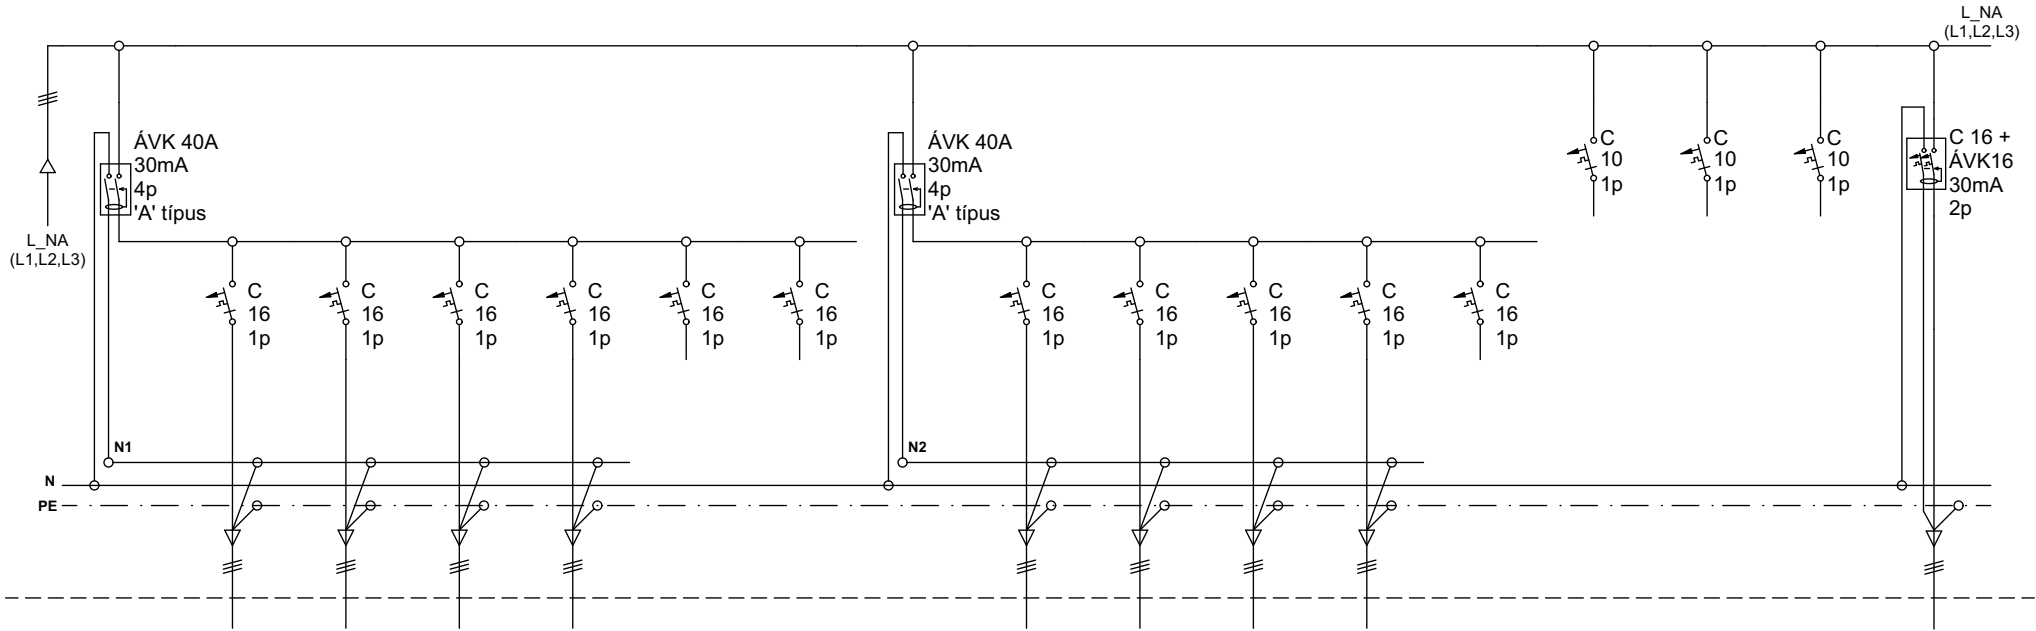 L_NA
(L1,L2,L3)
ÁVK 40A
30mA
4p
'A' típus
ÁVK 40A
30mA
4p
'A' típus
C
10
1p
C
10
1p
C
10
1p
C 16 +
ÁVK16
30mA
2p
L_NA
(L1,L2,L3)
C
16
1p
C
16
1p
C
16
1p
C
16
1p
C
16
1p
C
16
1p
C
16
1p
C
16
1p
C
16
1p
C
16
1p
C
16
1p
N1
N2
N
PE